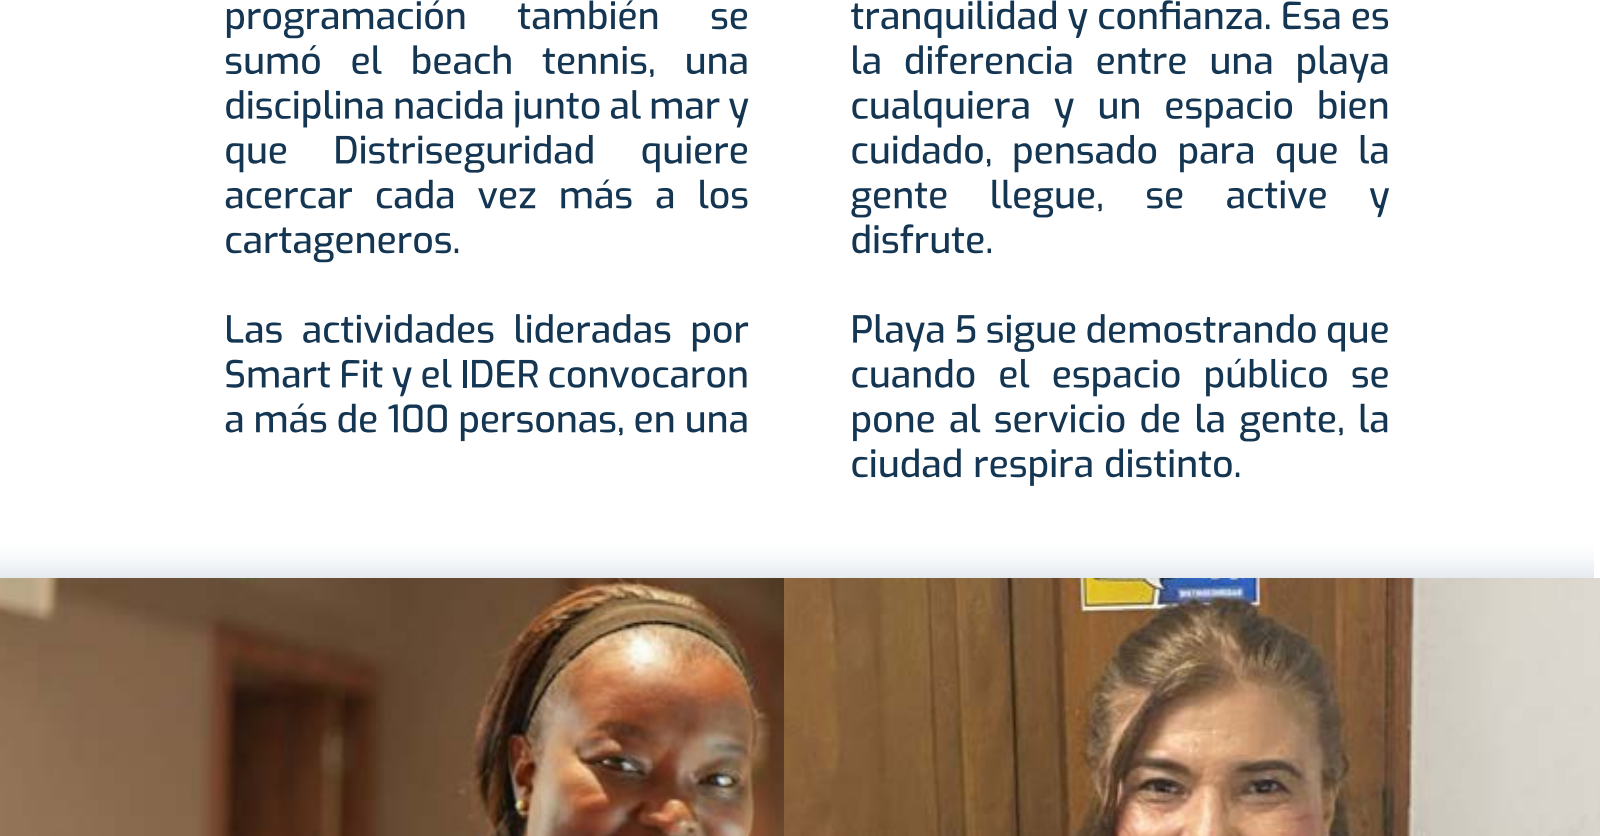 programación también se
sumó el beach tennis, una
disciplina nacida junto al mar y
que Distriseguridad quiere
acercar cada vez más a los
cartageneros.
Las actividades lideradas por
Smart Fit y el IDER convocaron
a más de 100 personas, en una
tranquilidad y confianza. Esa es
la diferencia entre una playa
cualquiera y un espacio bien
cuidado, pensado para que la
gente llegue, se active y
disfrute.
Playa 5 sigue demostrando que
cuando el espacio público se
pone al servicio de la gente, la
ciudad respira distinto.
DISTRISEGURIDAD